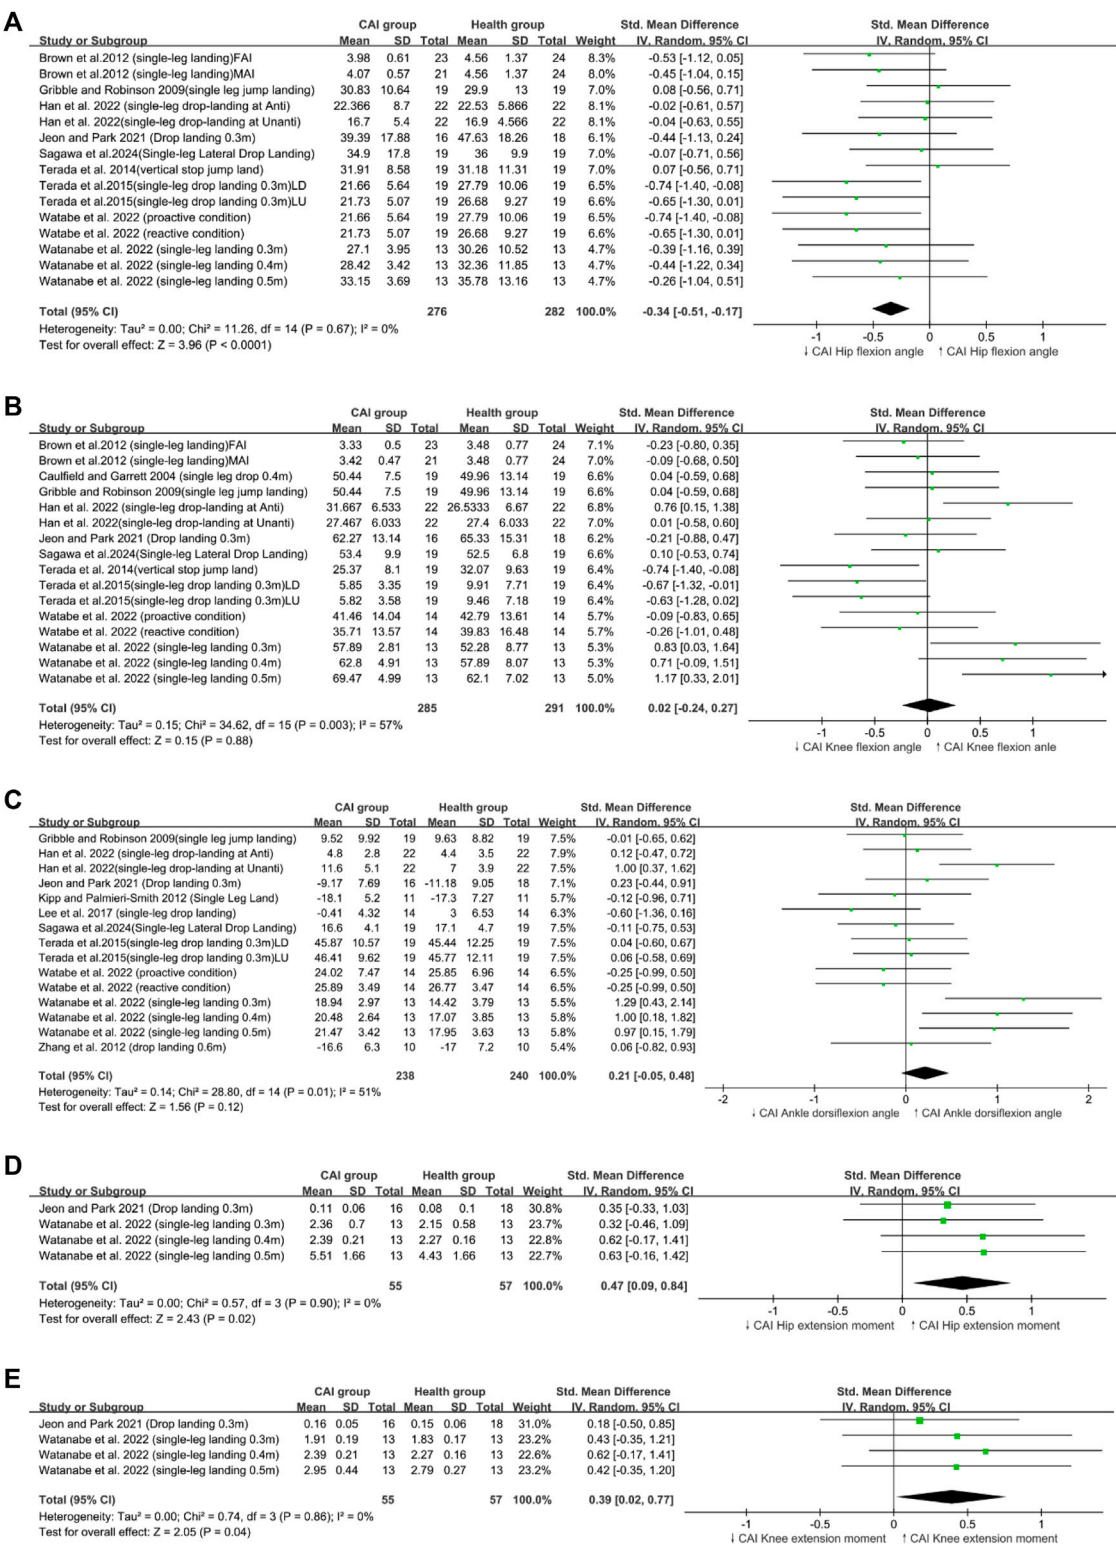 A
CAI group Health group Std. Mean Difference Std. Mean Difference
Study or Subgroup Mean SD Total Mean SD Total Weight IV, Random, 95% CI IV, Random, 95% CI
Brown et al.2012 (single-leg landing)FAI 3.98 0.61 23 4.56 1.37 24 8.3% -0.53 [-1.12, 0.05]
Brown et al.2012 (single-leg landing)MAI 4.07 0.57 21 4.56 1.37 24 8.1% -0.45 [-1.04, 0.15]
Gribble and Robinson 2009(single leg jump landing) 30.83 10.64 19 29.9 13 19 7.0% 0.08 [-0.56, 0.71]
Han et al. 2022 (single-leg drop-landing at Anti) 22.366 8.7 22 22.53 5.866 22 8.1% -0.02 [-0.61, 0.57]
Han et al. 2022(single-leg drop-landing at Unanti) 16.7 5.4 22 16.9 4.566 22 8.1% -0.04 [-0.63, 0.55]
Jeon and Park 2021 (Drop landing 0.3m) 39.39 17.88 16 47.63 18.26 18 6.1% -0.44 [-1.13, 0.24]
Sagawa et al.2024(Single-leg Lateral Drop Landing) 34.9 17.8 19 36 9.9 19 7.0% -0.07 [-0.71, 0.56]
Terada et al. 2014(vertical stop jump land) 31.91 8.58 19 31.18 11.31 19 7.0% 0.07 [-0.56, 0.71]
Terada et al.2015(single-leg drop landing 0.3m)LD 21.66 5.64 19 27.79 10.06 19 6.5% -0.74 [-1.40, -0.08]
Terada et al.2015(single-leg drop landing 0.3m)LU 21.73 5.07 19 26.68 9.27 19 6.6% -0.65 [-1.30, 0.01]
Watabe et al. 2022 (proactive condition) 21.66 5.64 19 27.79 10.06 19 6.5% -0.74 [-1.40, -0.08]
Watabe et al. 2022 (reactive condition) 21.73 5.07 19 26.68 9.27 19 6.6% -0.65 [-1.30, 0.01]
Watanabe et al. 2022 (single-leg landing 0.3m) 27.1 3.95 13 30.26 10.52 13 4.7% -0.39 [-1.16, 0.39]
Watanabe et al. 2022 (single-leg landing 0.4m) 28.42 3.42 13 32.36 11.85 13 4.7% -0.44 [-1.22, 0.34]
Watanabe et al. 2022 (single-leg landing 0.5m) 33.15 3.69 13 35.78 13.16 13 4.8% -0.26 [-1.04, 0.51]
Total (95% CI) 276 282 100.0% -0.34 [-0.51, -0.17]
Heterogeneity: Tau² = 0.00; Chi² = 11.26, df = 14 (P = 0.67); I² = 0%
Test for overall effect: Z = 3.96 (P < 0.0001)
-1 -0.5 0 0.5 1
↓ CAI Hip flexion angle ↑ CAI Hip flexion angle
B
CAI group Health group Std. Mean Difference Std. Mean Difference
Study or Subgroup Mean SD Total Mean SD Total Weight IV, Random, 95% CI IV, Random, 95% CI
Brown et al.2012 (single-leg landing)FAI 3.33 0.5 23 3.48 0.77 24 7.1% -0.23 [-0.80, 0.35]
Brown et al.2012 (single-leg landing)MAI 3.42 0.47 21 3.48 0.77 24 7.0% -0.09 [-0.68, 0.50]
Caulfield and Garrett 2004 (single leg drop 0.4m) 50.44 7.5 19 49.96 13.14 19 6.6% 0.04 [-0.59, 0.68]
Gribble and Robinson 2009(single leg jump landing) 50.44 7.5 19 49.96 13.14 19 6.6% 0.04 [-0.59, 0.68]
Han et al. 2022 (single-leg drop-landing at Anti) 31.667 6.533 22 26.5333 6.67 22 6.8% 0.76 [0.15, 1.38]
Han et al. 2022(single-leg drop-landing at Unanti) 27.467 6.033 22 27.4 6.033 22 7.0% 0.01 [-0.58, 0.60]
Jeon and Park 2021 (Drop landing 0.3m) 62.27 13.14 16 65.33 15.31 18 6.3% -0.21 [-0.88, 0.47]
Sagawa et al.2024(Single-leg Lateral Drop Landing) 53.4 9.9 19 52.5 6.8 19 6.6% 0.10 [-0.53, 0.74]
Terada et al. 2014(vertical stop jump land) 25.37 8.1 19 32.07 9.63 19 6.4% -0.74 [-1.40, -0.08]
Terada et al.2015(single-leg drop landing 0.3m)LD 5.85 3.35 19 9.91 7.71 19 6.5% -0.67 [-1.32, -0.01]
Terada et al.2015(single-leg drop landing 0.3m)LU 5.82 3.58 19 9.46 7.18 19 6.5% -0.63 [-1.28, 0.02]
Watabe et al. 2022 (proactive condition) 41.46 14.04 14 42.79 13.61 14 5.8% -0.09 [-0.83, 0.65]
Watabe et al. 2022 (reactive condition) 35.71 13.57 14 39.83 16.48 14 5.7% -0.26 [-1.01, 0.48]
Watanabe et al. 2022 (single-leg landing 0.3m) 57.89 2.81 13 52.28 8.77 13 5.3% 0.83 [0.03, 1.64]
Watanabe et al. 2022 (single-leg landing 0.4m) 62.8 4.91 13 57.89 8.07 13 5.3% 0.71 [-0.09, 1.51]
Watanabe et al. 2022 (single-leg landing 0.5m) 69.47 4.99 13 62.1 7.02 13 5.0% 1.17 [0.33, 2.01]
Total (95% CI) 285 291 100.0% 0.02 [-0.24, 0.27]
Heterogeneity: Tau² = 0.15; Chi² = 34.62, df = 15 (P = 0.003); I² = 57%
Test for overall effect: Z = 0.15 (P = 0.88)
-1 -0.5 0 0.5 1
↓ CAI Knee flexion angle ↑ CAI Knee flexion anle
C
CAI group Health group Std. Mean Difference Std. Mean Difference
Study or Subgroup Mean SD Total Mean SD Total Weight IV, Random, 95% CI IV, Random, 95% CI
Gribble and Robinson 2009(single leg jump landing) 9.52 9.92 19 9.63 8.82 19 7.5% -0.01 [-0.65, 0.62]
Han et al. 2022 (single-leg drop-landing at Anti) 4.8 2.8 22 4.4 3.5 22 7.9% 0.12 [-0.47, 0.72]
Han et al. 2022(single-leg drop-landing at Unanti) 11.6 5.1 22 7 3.9 22 7.5% 1.00 [0.37, 1.62]
Jeon and Park 2021 (Drop landing 0.3m) -9.17 7.69 16 -11.18 9.05 18 7.1% 0.23 [-0.44, 0.91]
Kipp and Palmieri-Smith 2012 (Single Leg Land) -18.1 5.2 11 -17.3 7.27 11 5.7% -0.12 [-0.96, 0.71]
Lee et al. 2017 (single-leg drop landing) -0.41 4.32 14 3 6.53 14 6.3% -0.60 [-1.36, 0.16]
Sagawa et al.2024(Single-leg Lateral Drop Landing) 16.6 4.1 19 17.1 4.7 19 7.5% -0.11 [-0.75, 0.53]
Terada et al.2015(single-leg drop landing 0.3m)LD 45.87 10.57 19 45.44 12.25 19 7.5% 0.04 [-0.60, 0.67]
Terada et al.2015(single-leg drop landing 0.3m)LU 46.41 9.62 19 45.77 12.11 19 7.5% 0.06 [-0.58, 0.69]
Watabe et al. 2022 (proactive condition) 24.02 7.47 14 25.85 6.96 14 6.4% -0.25 [-0.99, 0.50]
Watabe et al. 2022 (reactive condition) 25.89 3.49 14 26.77 3.47 14 6.4% -0.25 [-0.99, 0.50]
Watanabe et al. 2022 (single-leg landing 0.3m) 18.94 2.97 13 14.42 3.79 13 5.5% 1.29 [0.43, 2.14]
Watanabe et al. 2022 (single-leg landing 0.4m) 20.48 2.64 13 17.07 3.85 13 5.8% 1.00 [0.18, 1.82]
Watanabe et al. 2022 (single-leg landing 0.5m) 21.47 3.42 13 17.95 3.63 13 5.8% 0.97 [0.15, 1.79]
Zhang et al. 2012 (drop landing 0.6m) -16.6 6.3 10 -17 7.2 10 5.4% 0.06 [-0.82, 0.93]
Total (95% CI) 238 240 100.0% 0.21 [-0.05, 0.48]
Heterogeneity: Tau² = 0.14; Chi² = 28.80, df = 14 (P = 0.01); I² = 51%
Test for overall effect: Z = 1.56 (P = 0.12)
-2 -1 0 1 2
↓ CAI Ankle dorsiflexion angle ↑ CAI Ankle dorsiflexion angle
D
CAI group Health group Std. Mean Difference Std. Mean Difference
Study or Subgroup Mean SD Total Mean SD Total Weight IV, Random, 95% CI IV, Random, 95% CI
Jeon and Park 2021 (Drop landing 0.3m) 0.11 0.06 16 0.08 0.1 18 30.8% 0.35 [-0.33, 1.03]
Watanabe et al. 2022 (single-leg landing 0.3m) 2.36 0.7 13 2.15 0.58 13 23.7% 0.32 [-0.46, 1.09]
Watanabe et al. 2022 (single-leg landing 0.4m) 2.39 0.21 13 2.27 0.16 13 22.8% 0.62 [-0.17, 1.41]
Watanabe et al. 2022 (single-leg landing 0.5m) 5.51 1.66 13 4.43 1.66 13 22.7% 0.63 [-0.16, 1.42]
Total (95% CI) 55 57 100.0% 0.47 [0.09, 0.84]
Heterogeneity: Tau² = 0.00; Chi² = 0.57, df = 3 (P = 0.90); I² = 0%
Test for overall effect: Z = 2.43 (P = 0.02)
-1 -0.5 0 0.5 1
↓ CAI Hip extension moment ↑ CAI Hip extension moment
E
CAI group Health group Std. Mean Difference Std. Mean Difference
Study or Subgroup Mean SD Total Mean SD Total Weight IV, Random, 95% CI IV, Random, 95% CI
Jeon and Park 2021 (Drop landing 0.3m) 0.16 0.05 16 0.15 0.06 18 31.0% 0.18 [-0.50, 0.85]
Watanabe et al. 2022 (single-leg landing 0.3m) 1.91 0.19 13 1.83 0.17 13 23.2% 0.43 [-0.35, 1.21]
Watanabe et al. 2022 (single-leg landing 0.4m) 2.39 0.21 13 2.27 0.16 13 22.6% 0.62 [-0.17, 1.41]
Watanabe et al. 2022 (single-leg landing 0.5m) 2.95 0.44 13 2.79 0.27 13 23.2% 0.42 [-0.35, 1.20]
Total (95% CI) 55 57 100.0% 0.39 [0.02, 0.77]
Heterogeneity: Tau² = 0.00; Chi² = 0.74, df = 3 (P = 0.86); I² = 0%
Test for overall effect: Z = 2.05 (P = 0.04)
-1 -0.5 0 0.5 1
↓ CAI Knee extension moment ↑ CAI Knee extension moment